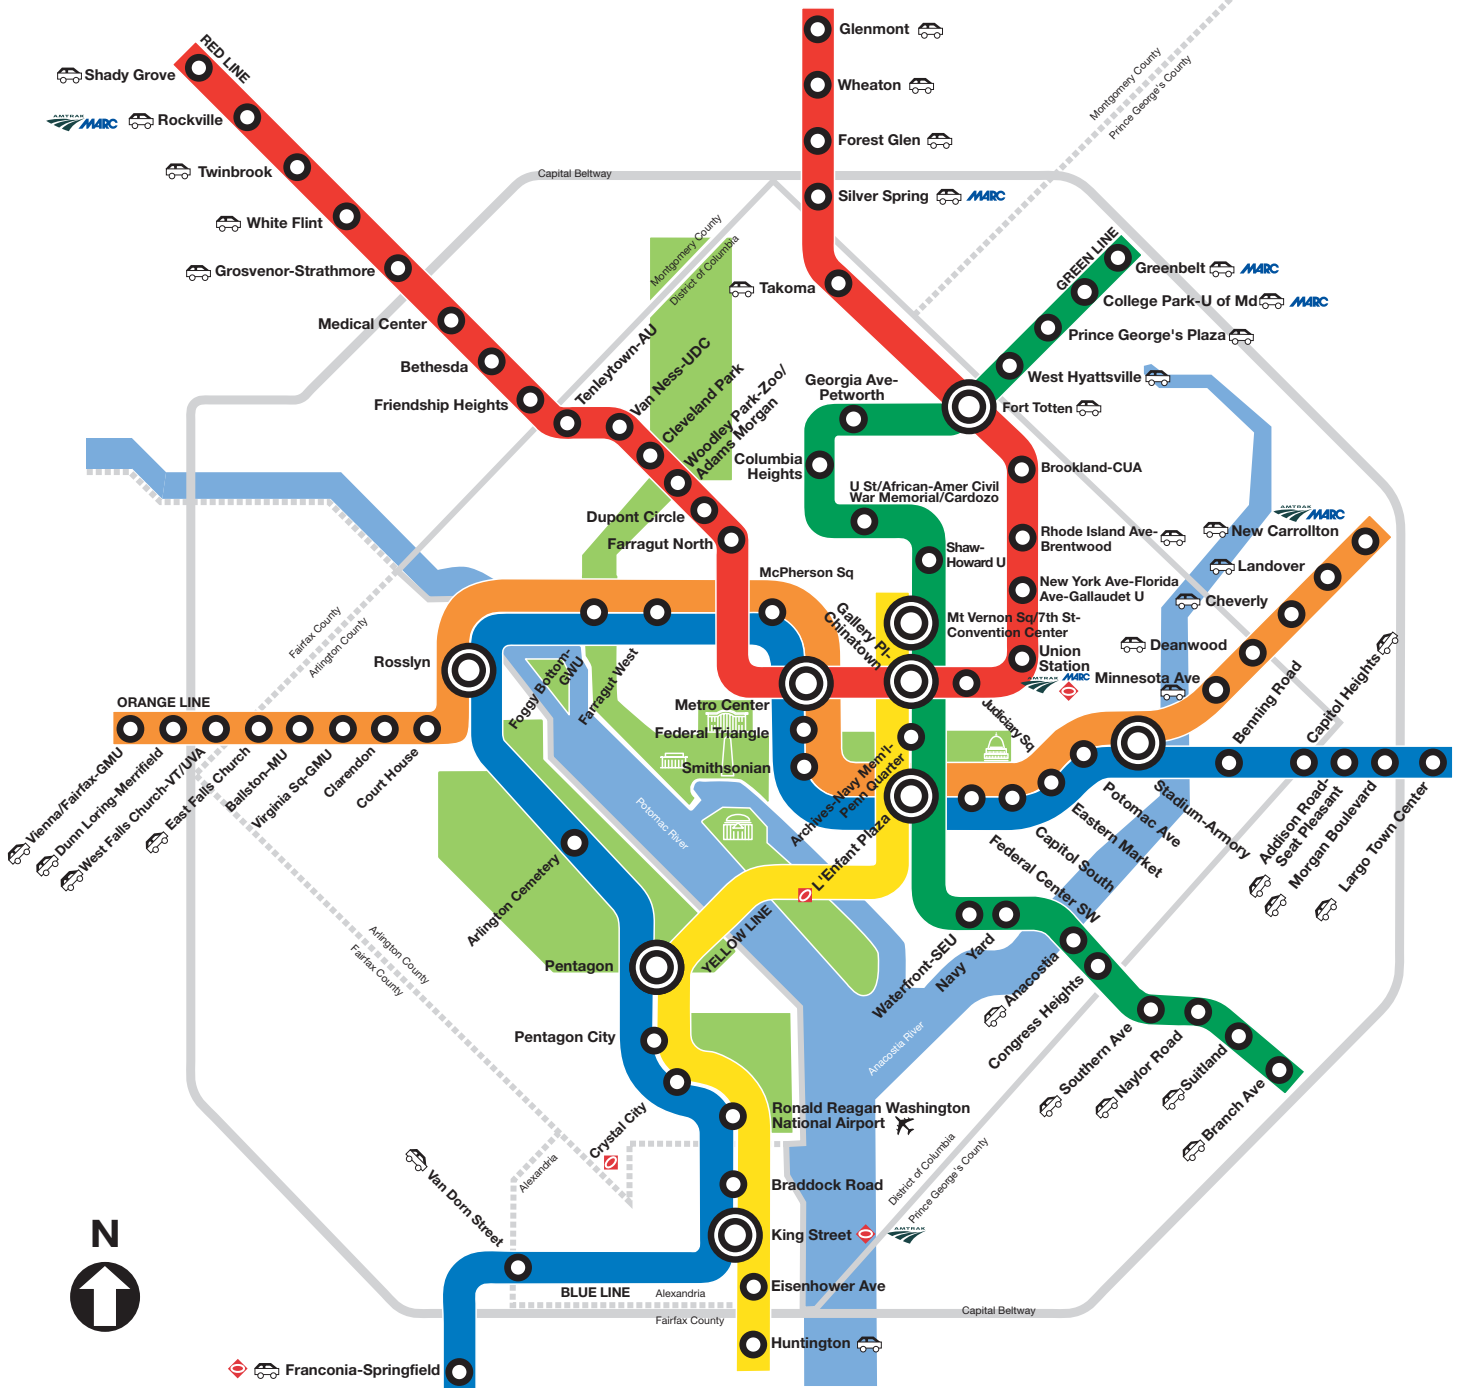 RED LINE
Shady Grove
AMTRAK
MARC
Rockville
Twinbrook
White Flint
Grosvenor-Strathmore
Medical Center
Bethesda
Friendship Heights
Tenleytown-AU
Van Ness-UDC
Cleveland Park
Woodley Park-Zoo/
Adams Morgan
Dupont Circle
Farragut North
Glenmont
Wheaton
Forest Glen
Silver Spring
MARC
Takoma
Capital Beltway
Montgomery County
Prince George's County
Montgomery County
District of Columbia
GREEN LINE
Greenbelt
MARC
College Park-U of Md
MARC
Prince George's Plaza
West Hyattsville
Fort Totten
Georgia Ave-
Petworth
Columbia
Heights
U St/African-Amer Civil
War Memorial/Cardozo
Shaw-
Howard U
Brookland-CUA
Rhode Island Ave-
Brentwood
New York Ave-Florida
Ave-Gallaudet U
Mt Vernon Sq/7th St-
Convention Center
Union
Station
AMTRAK
MARC
Gallery Pl-
Chinatown
Judiciary Sq
AMTRAK
MARC
New Carrollton
Landover
Cheverly
Deanwood
Minnesota Ave
Benning Road
Capitol Heights
McPherson Sq
Fairfax County
Arlington County
Rosslyn
Foggy Bottom-
GWU
Farragut West
Metro Center
Federal Triangle
Smithsonian
Archives-Navy Mem'l-
Penn Quarter
L 'Enfant Plaza
ORANGE LINE
Vienna/Fairfax-GMU
Dunn Loring-Merrifield
West Falls Church-VT/UVA
East Falls Church
Ballston-MU
Virginia Sq-GMU
Clarendon
Court House
Potomac River
Stadium-Armory
Potomac Ave
Eastern Market
Capitol South
Federal Center SW
Addison Road-
Seat Pleasant
Morgan Boulevard
Largo Town Center
Arlington Cemetery
Pentagon
YELLOW LINE
Arlington County
Fairfax County
Waterfront-SEU
Navy Yard
Anacostia
Congress Heights
Southern Ave
Naylor Road
Suitland
Branch Ave
Anacostia River
Pentagon City
Crystal City
Ronald Reagan Washington
National Airport
Alexandria
District of Columbia
Prince George's County
Van Dorn Street
Braddock Road
King Street
AMTRAK
N
BLUE LINE
Alexandria
Fairfax County
Eisenhower Ave
Capital Beltway
Huntington
Franconia-Springfield